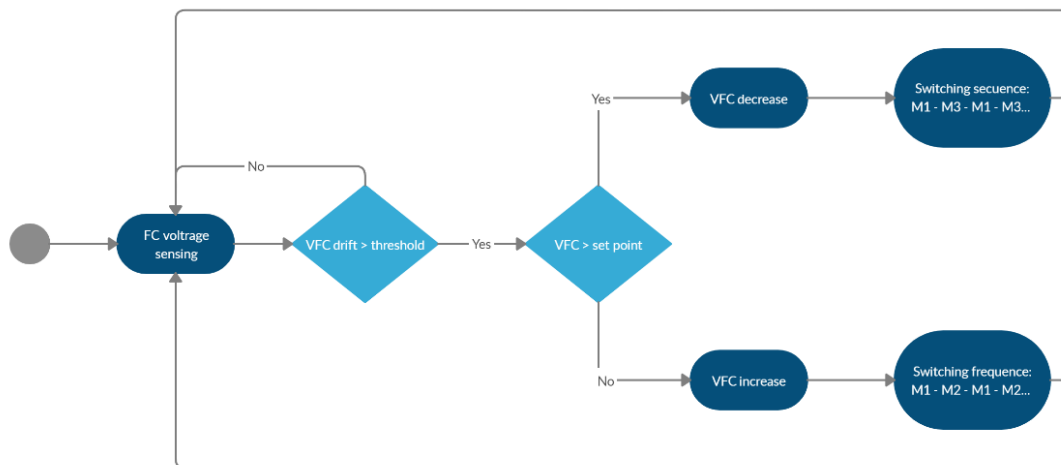 Yes
VFC decrease
Switching secuence:
M1 - M3 - M1 - M3...
No
FC voltrage
sensing
VFC drift > threshold
Yes
VFC > set point
No
VFC increase
Switching frequence:
M1 - M2 - M1 - M2...